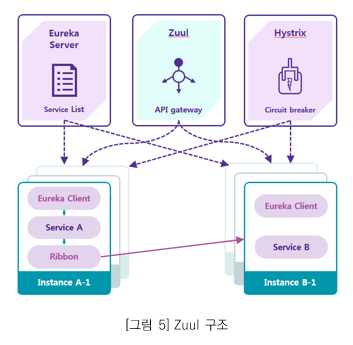 Eureka
Server
Service List
Zuul
API gateway
Hystrix
Circuit breaker
Eureka Client
Service A
Ribbon
Instance A-1
Eureka Client
Service B
Instance B-1
[그림 5] Zuul 구조